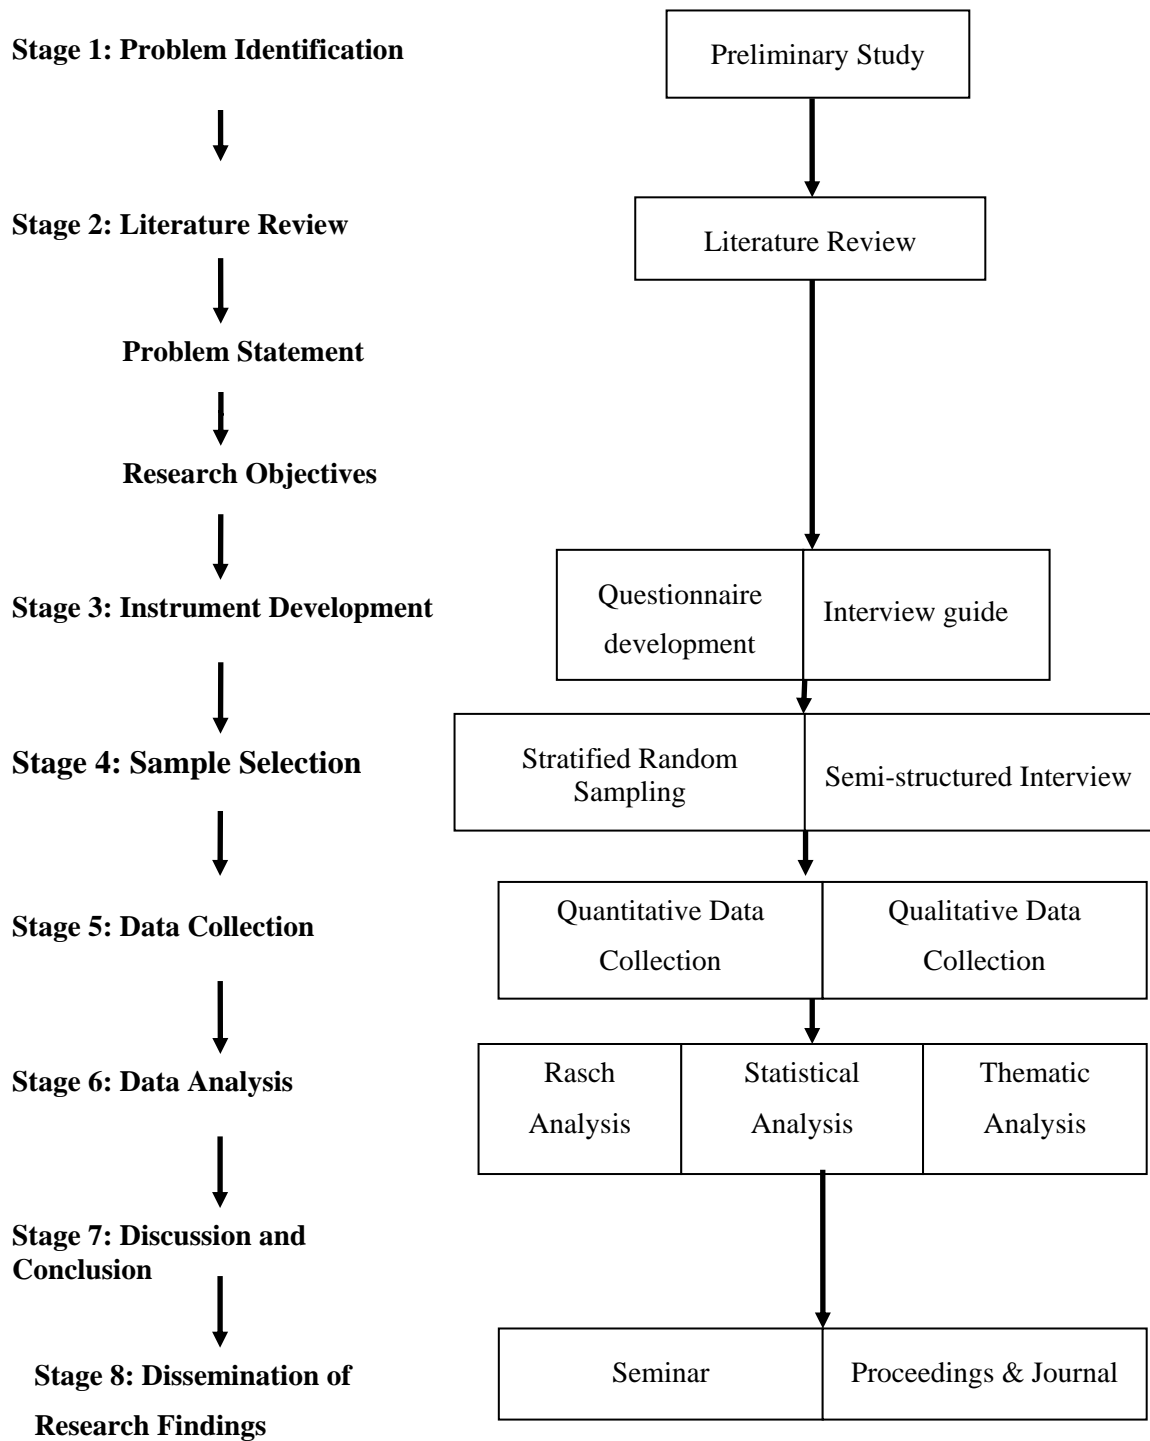 Stage 1: Problem Identification
Preliminary Study
Stage 2: Literature Review
Literature Review
Problem Statement
Research Objectives
Stage 3: Instrument Development
Questionnaire
development
Interview guide
Stage 4: Sample Selection
Stratified Random
Sampling
Semi-structured Interview
Stage 5: Data Collection
Quantitative Data
Collection
Qualitative Data
Collection
Stage 6: Data Analysis
Rasch
Analysis
Statistical
Analysis
Thematic
Analysis
Stage 7: Discussion and
Conclusion
Stage 8: Dissemination of
Research Findings
Seminar
Proceedings & Journal